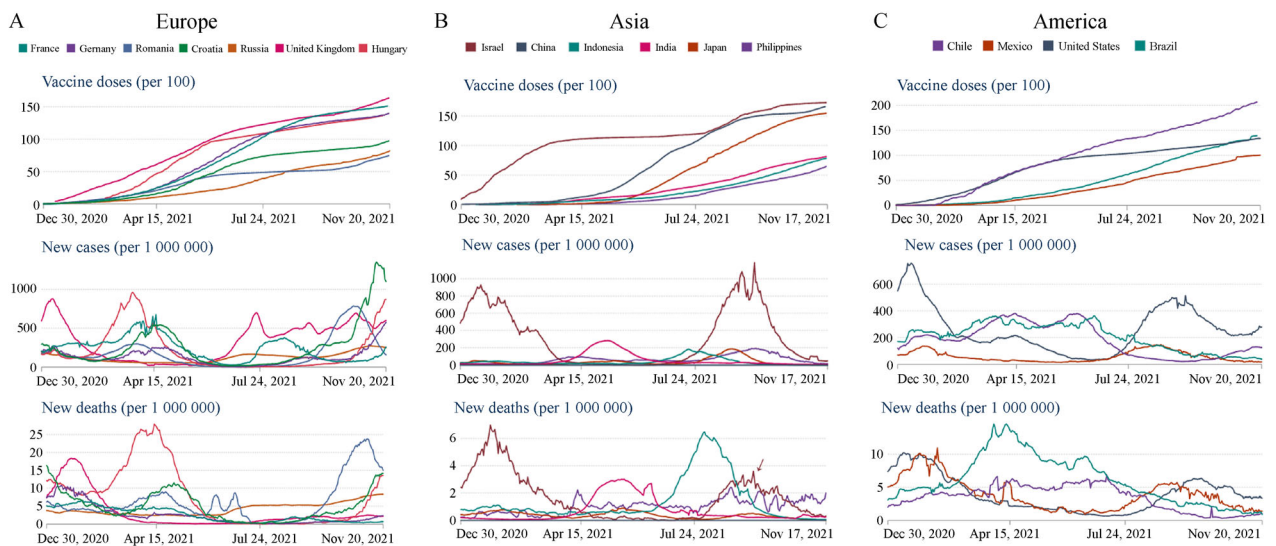 A Europe
France Germany Romania Croatia Russia United Kingdom Hungary
Vaccine doses (per 100)
150
100
50
0
Dec 30, 2020 Apr 15, 2021 Jul 24, 2021 Nov 20, 2021
New cases (per 1 000 000)
1000
500
0
Dec 30, 2020 Apr 15, 2021 Jul 24, 2021 Nov 20, 2021
New deaths (per 1 000 000)
25
20
15
10
5
0
Dec 30, 2020 Apr 15, 2021 Jul 24, 2021 Nov 20, 2021
B Asia
Israel China Indonesia India Japan Philippines
Vaccine doses (per 100)
150
100
50
0
Dec 30, 2020 Apr 15, 2021 Jul 24, 2021 Nov 17, 2021
New cases (per 1 000 000)
1000
800
600
400
200
0
Dec 30, 2020 Apr 15, 2021 Jul 24, 2021 Nov 17, 2021
New deaths (per 1 000 000)
6
4
2
0
Dec 30, 2020 Apr 15, 2021 Jul 24, 2021 Nov 17, 2021
C America
Chile Mexico United States Brazil
Vaccine doses (per 100)
200
150
100
50
0
Dec 30, 2020 Apr 15, 2021 Jul 24, 2021 Nov 20, 2021
New cases (per 1 000 000)
600
400
200
0
Dec 30, 2020 Apr 15, 2021 Jul 24, 2021 Nov 20, 2021
New deaths (per 1 000 000)
10
5
0
Dec 30, 2020 Apr 15, 2021 Jul 24, 2021 Nov 20, 2021